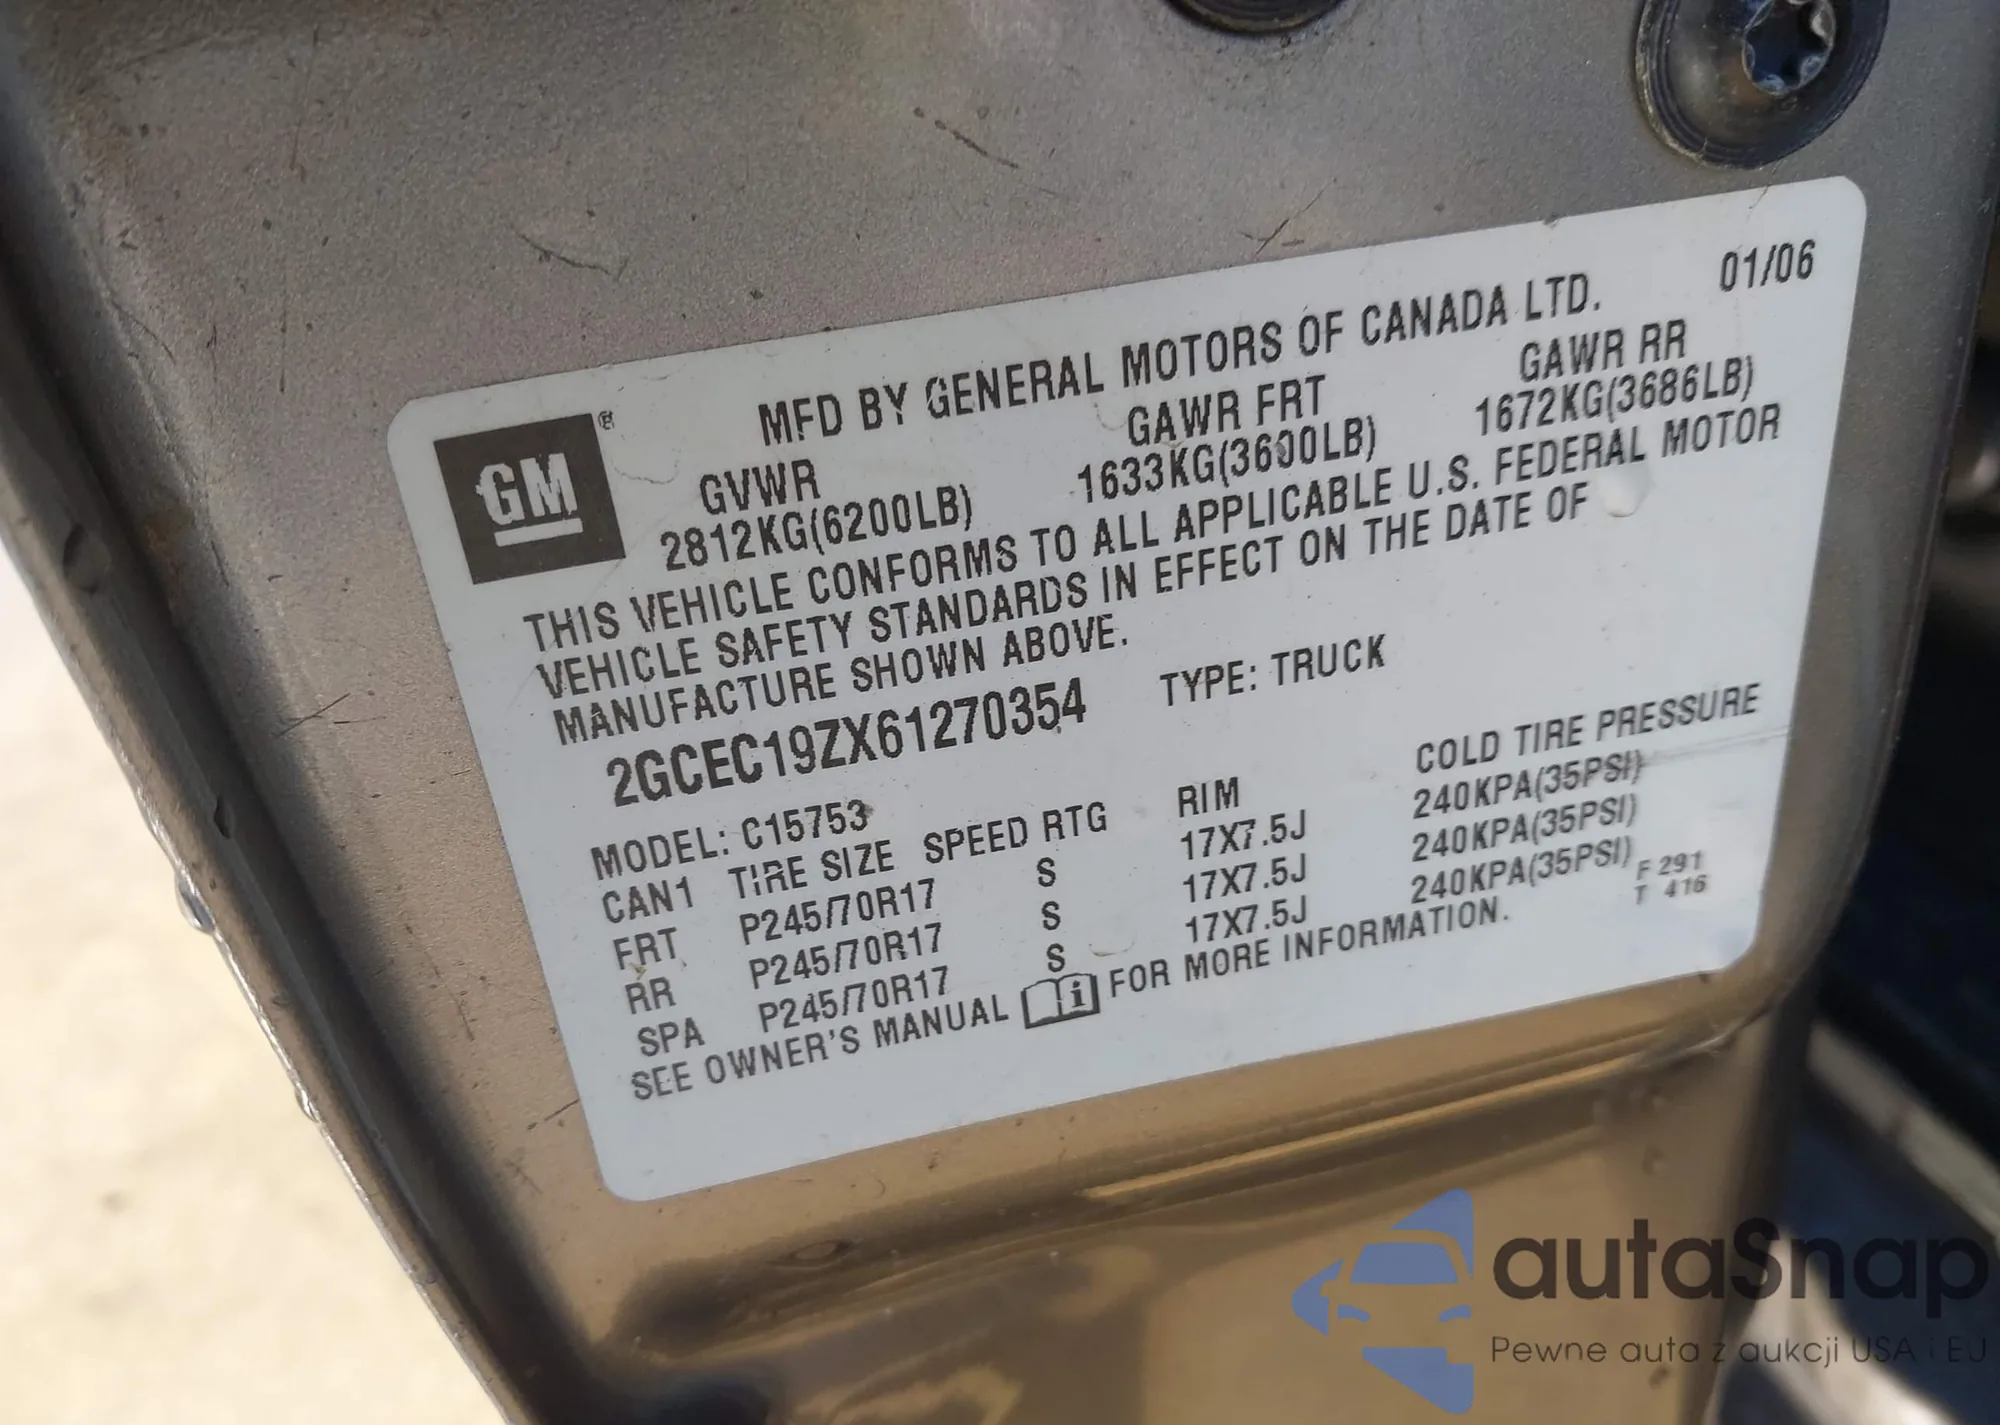 MFD BY GENERAL MOTORS OF CANADA LTD. 01/06
GM®
GVWR GAWR FRT GAWR RR
2812KG(6200LB) 1633KG(3600LB) 1672KG(3686LB)
THIS VEHICLE CONFORMS TO ALL APPLICABLE U.S. FEDERAL MOTOR
VEHICLE SAFETY STANDARDS IN EFFECT ON THE DATE OF
MANUFACTURE SHOWN ABOVE.
2GCEC19ZX61270354 TYPE: TRUCK
MODEL: C15753
CAN1 TIRE SIZE SPEED RTG RIM COLD TIRE PRESSURE
FRT P245/70R17 S 17X7.5J 240KPA(35PSI)
RR P245/70R17 S 17X7.5J 240KPA(35PSI)
SPA P245/70R17 S 17X7.5J 240KPA(35PSI)
SEE OWNER'S MANUAL i FOR MORE INFORMATION.
F 291
T 416
autaSnap
Pewne auta z aukcji USA i EU